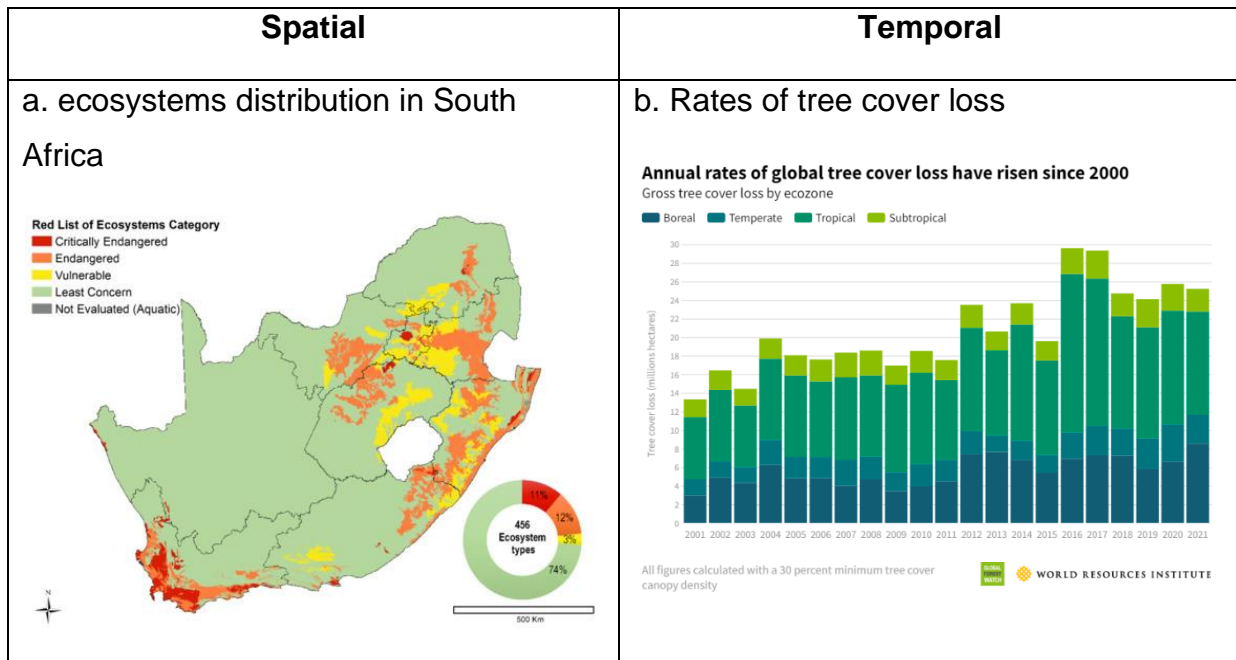 Spatial
Temporal
a. ecosystems distribution in South
Africa
Red List of Ecosystems Category
Critically Endangered
Endangered
Vulnerable
Least Concern
Not Evaluated (Aquatic)
11%
12%
3%
74%
456
Ecosystem
types
N
500 Km
b. Rates of tree cover loss
Annual rates of global tree cover loss have risen since 2000
Gross tree cover loss by ecozone
Boreal Temperate Tropical Subtropical
Tree cover loss (millions hectares)
30
28
26
24
22
20
18
16
14
12
10
8
6
4
2
0
2001 2002 2003 2004 2005 2006 2007 2008 2009 2010 2011 2012 2013 2014 2015 2016 2017 2018 2019 2020 2021
All figures calculated with a 30 percent minimum tree cover
canopy density
GLOBAL
FOREST
WATCH
WORLD RESOURCES INSTITUTE